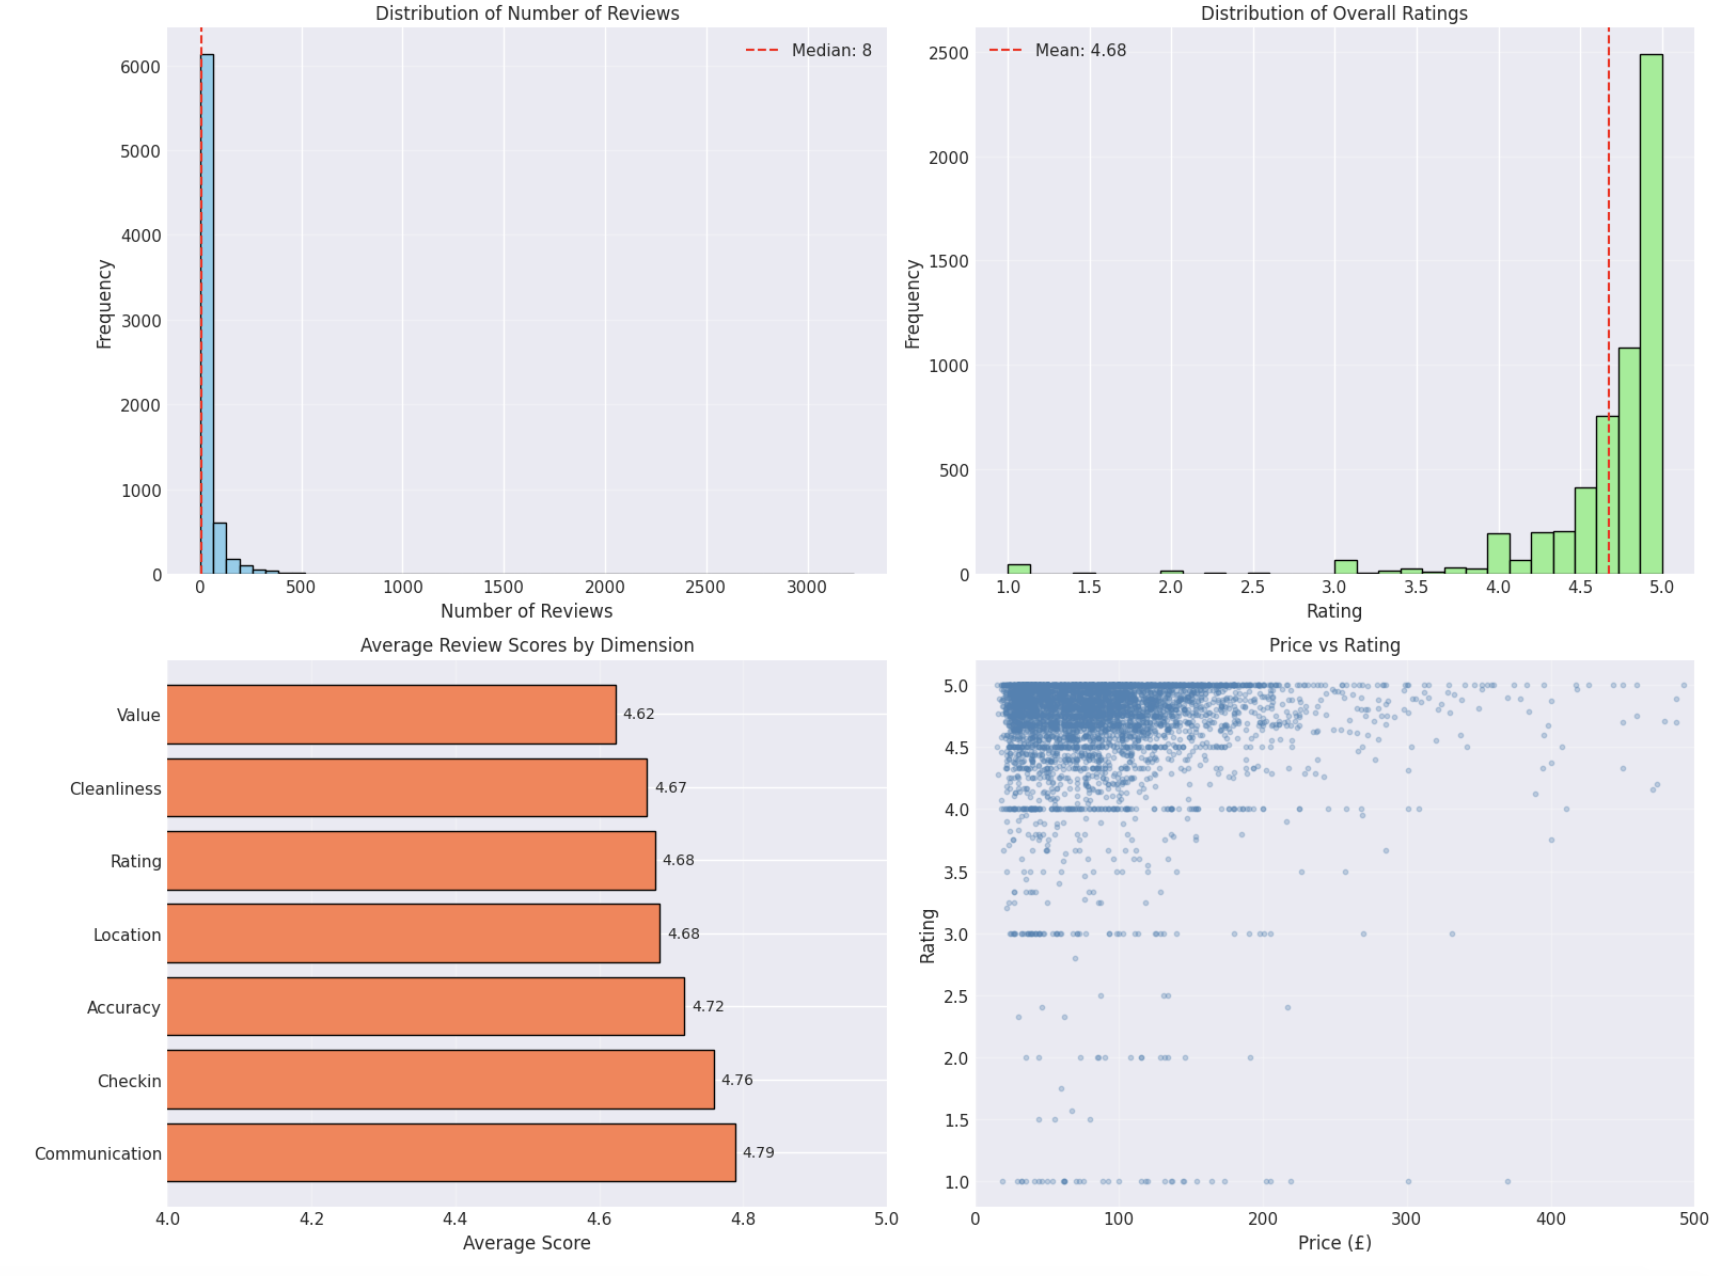 Distribution of Number of Reviews
Median: 8
6000
5000
4000
3000
2000
1000
0
Frequency
0 500 1000 1500 2000 2500 3000
Number of Reviews
Distribution of Overall Ratings
Mean: 4.68
2500
2000
1500
1000
500
0
Frequency
1.0 1.5 2.0 2.5 3.0 3.5 4.0 4.5 5.0
Rating
Average Review Scores by Dimension
Value 4.62
Cleanliness 4.67
Rating 4.68
Location 4.68
Accuracy 4.72
Checkin 4.76
Communication 4.79
4.0 4.2 4.4 4.6 4.8 5.0
Average Score
Price vs Rating
5.0
4.5
4.0
3.5
3.0
2.5
2.0
1.5
1.0
Rating
0 100 200 300 400 500
Price (£)